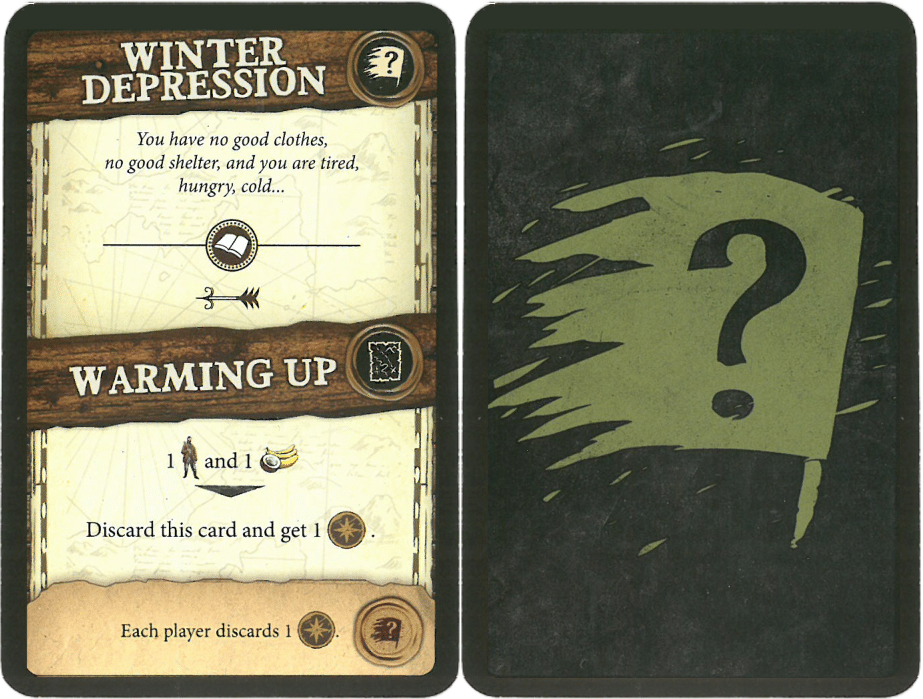 WINTER
DEPRESSION
?
You have no good clothes,
no good shelter, and you are tired,
hungry, cold...
WARMING UP
1 and 1
Discard this card and get 1 .
Each player discards 1 .
?
?